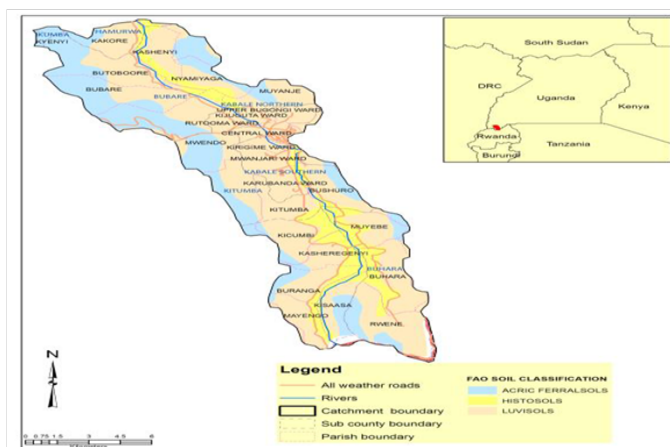 IKUMBA
KYENYI
HAMURWA
KAKORE
KASHENYI
BUTOBOORE
NYAMIYAGA
BUBARE
BUBARE
MUYANJE
KABALE NORTHERN
UPPER BUGONGI WARD
KIJUGUTA WARD
RUTOOMA WARD
CENTRAL WARD
MWENDO
KIRIGIME WARD
MWANJARI WARD
KABALE SOUTHERN
KARUBANDA WARD
KITUMBA
BUSHURO
KITUMBA
MUYEBE
KICUMBI
KASHEREGENYI
BUHARA
BUHARA
BURANGA
KISAASA
MAYENGO
RWENE
South Sudan
DRC
Uganda
Kenya
Rwanda
Tanzania
Burundi
N
0 0.75 1.5 3 4.5 6
Legend
All weather roads
Rivers
Catchment boundary
Sub county boundary
Parish boundary
FAO SOIL CLASSIFICATION
ACRIC FERRALSOLS
HISTOSOLS
LUVISOLS